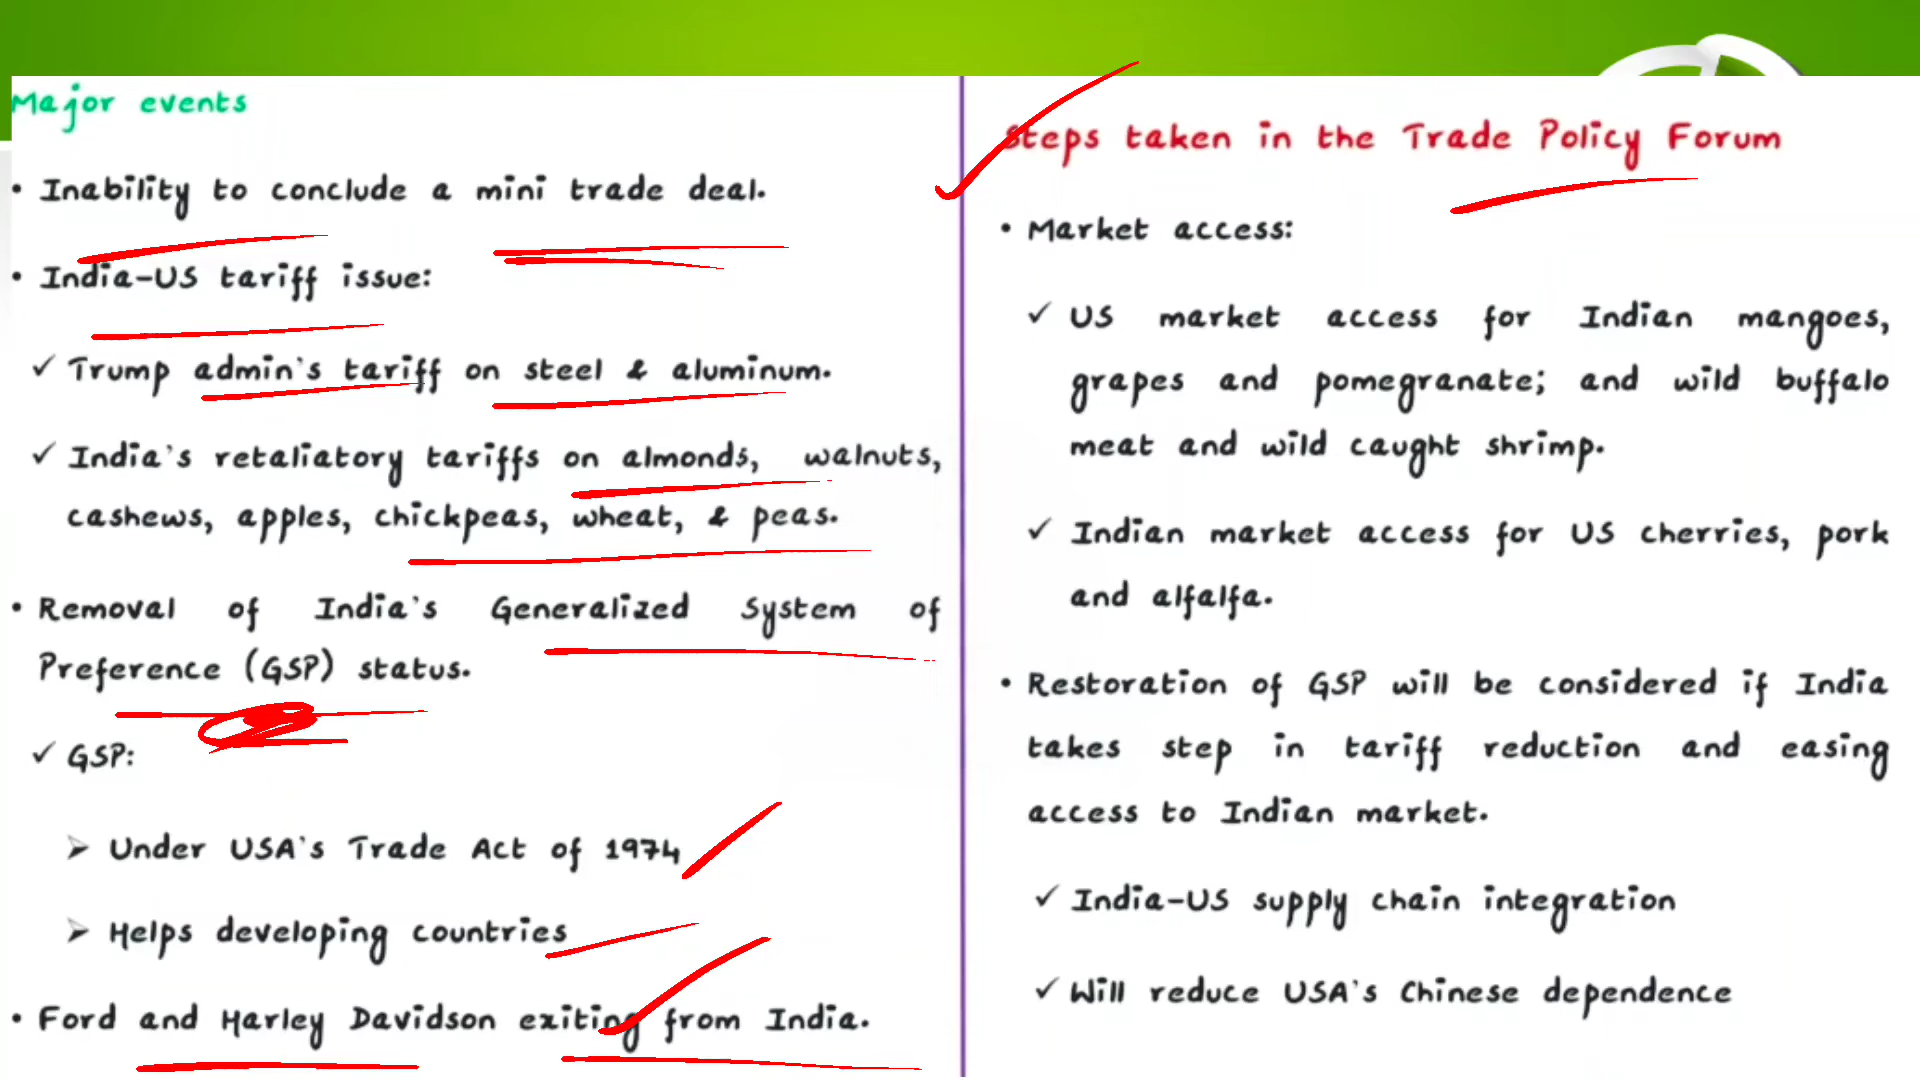 Major events
• Inability to conclude a mini trade deal.
• India-US tariff issue:
✓ Trump admin's tariff on steel & aluminum.
✓ India's retaliatory tariffs on almonds, walnuts,
cashews, apples, chickpeas, wheat, & peas.
• Removal of India's Generalized System of
Preference (GSP) status.
✓ GSP:
➢ Under USA's Trade Act of 1974
➢ Helps developing countries
• Ford and Harley Davidson exiting from India.
Steps taken in the Trade Policy Forum
• Market access:
✓ US market access for Indian mangoes,
grapes and pomegranate; and wild buffalo
meat and wild caught shrimp.
✓ Indian market access for US cherries, pork
and alfalfa.
• Restoration of GSP will be considered if India
takes step in tariff reduction and easing
access to Indian market.
✓ India-US supply chain integration
✓ Will reduce USA's Chinese dependence